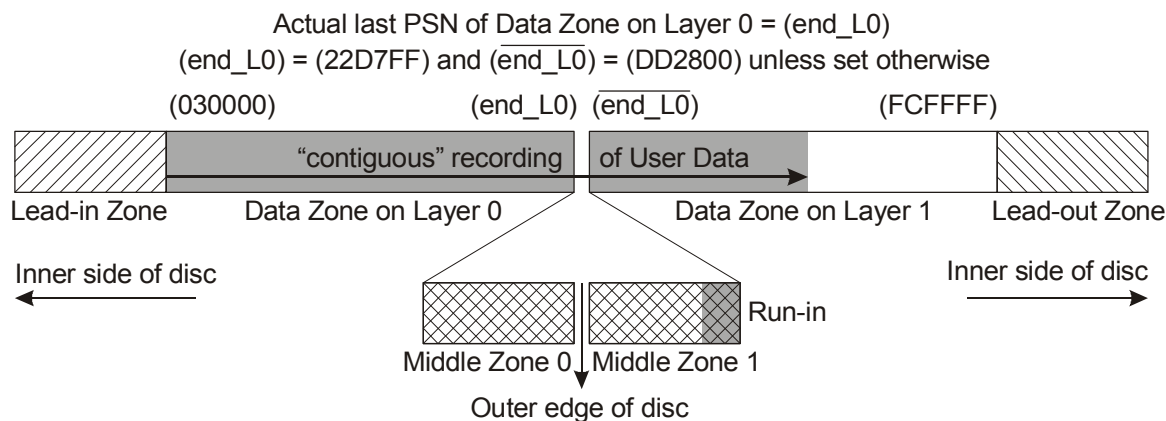 Actual last PSN of Data Zone on Layer 0 = (end_L0)
(end_L0) = (22D7FF) and (end_L0) = (DD2800) unless set otherwise
(030000) (end_L0) (end_L0) (FCFFFF)
“contiguous” recording of User Data
Lead-in Zone Data Zone on Layer 0 Data Zone on Layer 1 Lead-out Zone
Inner side of disc Inner side of disc
Run-in
Middle Zone 0 Middle Zone 1
Outer edge of disc